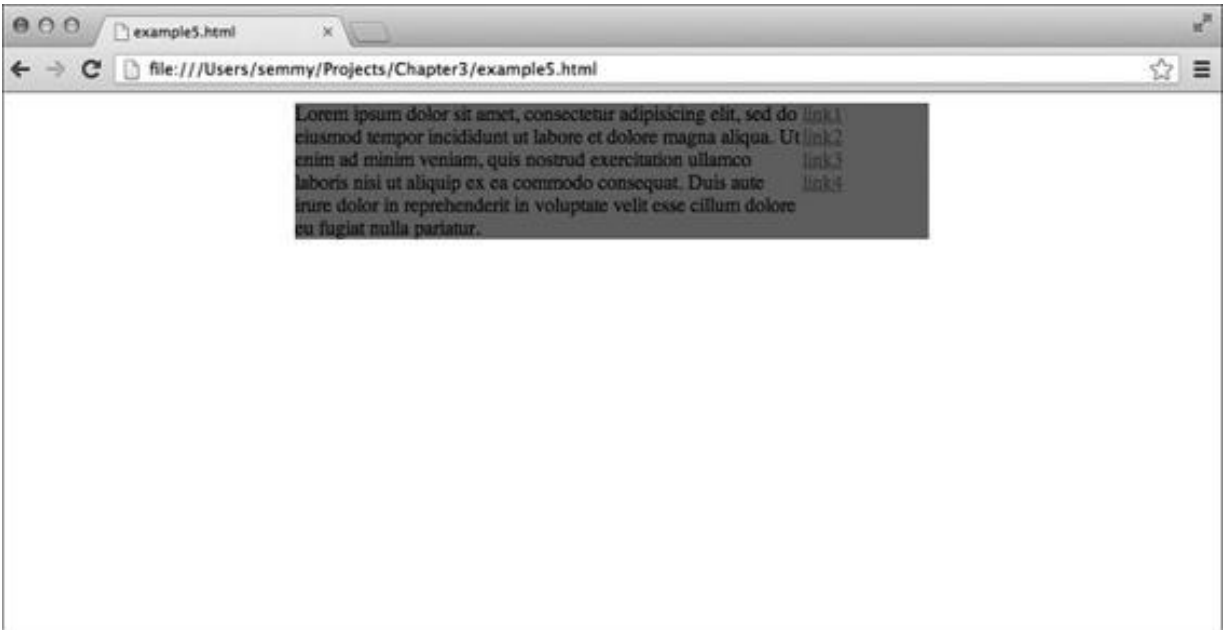 example5.html
file:///Users/semmy/Projects/Chapter3/example5.html
Lorem ipsum dolor sit amet, consectetur adipisicing elit, sed do link1
eiusmod tempor incididunt ut labore et dolore magna aliqua. Ut link2
enim ad minim veniam, quis nostrud exercitation ullamco link3
laboris nisi ut aliquip ex ea commodo consequat. Duis aute link4
irure dolor in reprehenderit in voluptate velit esse cillum dolore
eu fugiat nulla pariatur.